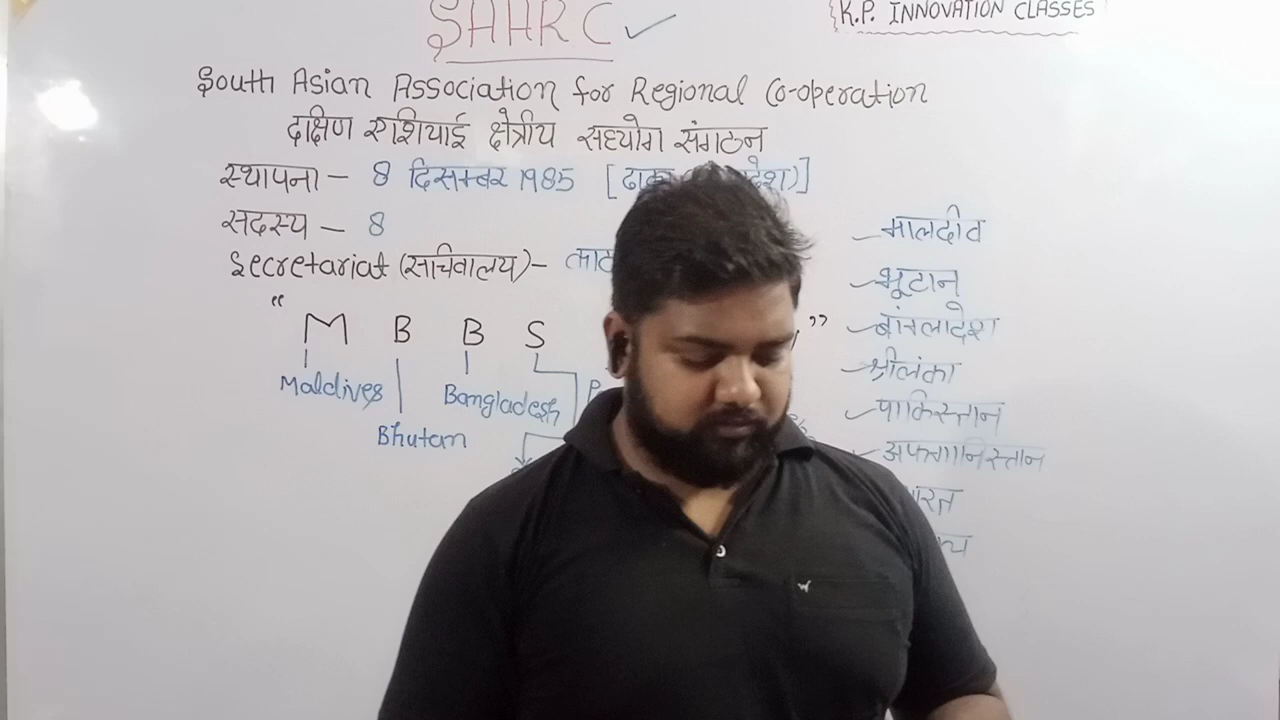 SAARC ✓
K.P. INNOVATION CLASSES
South Asian Association for Regional Co-operation
दक्षिण एशियाई क्षेत्रीय सहयोग संगठन
स्थापना – 8 दिसम्बर 1985 [ढाका देश)]
सदस्य – 8
Secretariat (सचिवालय) – काठ
" M B B S "
Maldives
Bhutan
Bangladesh
P
मालदीव
भूटान
बांग्लादेश
श्रीलंका
पाकिस्तान
अफगानिस्तान
रत